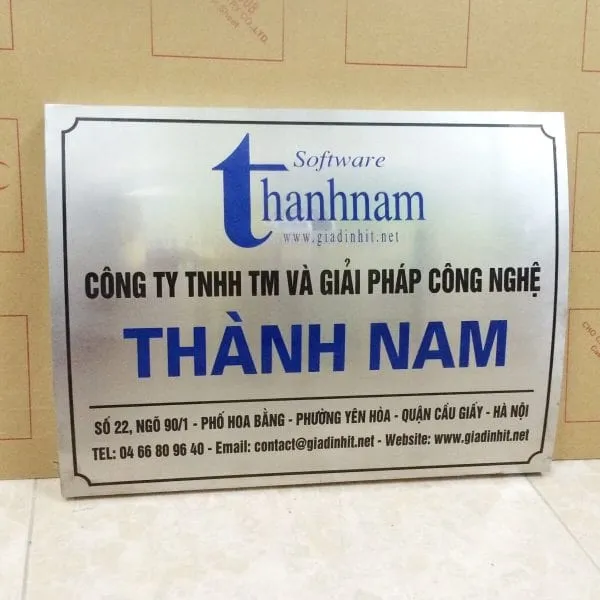 Software
thanhnam
www.giadinhit.net
CÔNG TY TNHH TM VÀ GIẢI PHÁP CÔNG NGHỆ
THÀNH NAM
SỐ 22, NGÕ 90/1 - PHỐ HOA BẰNG - PHƯỜNG YÊN HÒA - QUẬN CẦU GIẤY - HÀ NỘI
TEL: 04 66 80 96 40 - Email: contact@giadinhit.net - Website: www.giadinhit.net